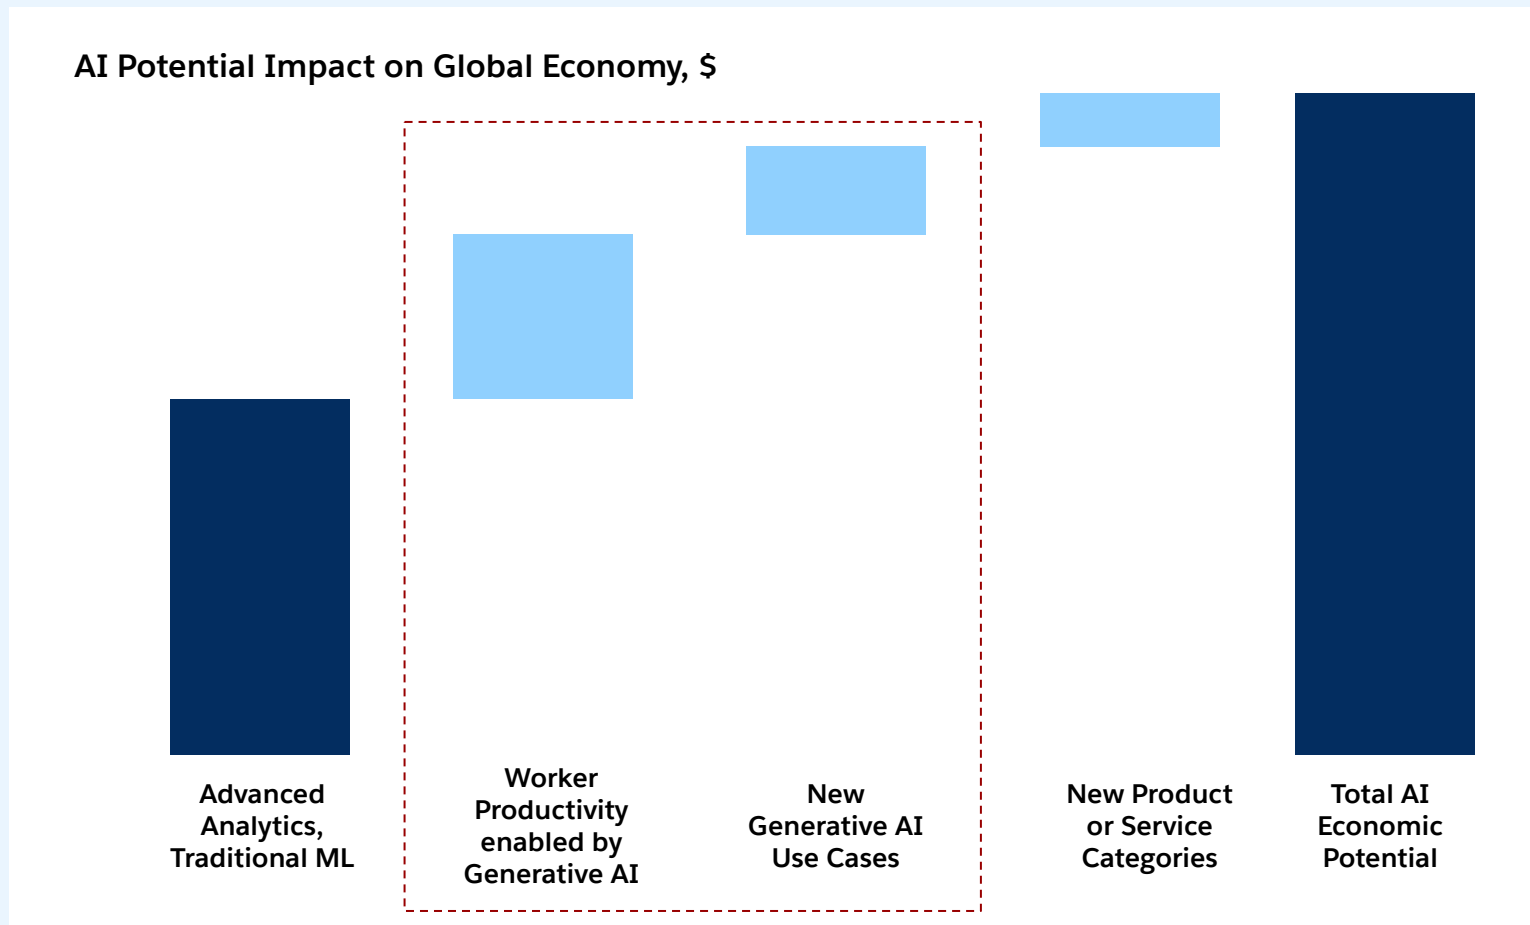 AI Potential Impact on Global Economy, $
Advanced
Analytics,
Traditional ML
Worker
Productivity
enabled by
Generative AI
New
Generative AI
Use Cases
New Product
or Service
Categories
Total AI
Economic
Potential